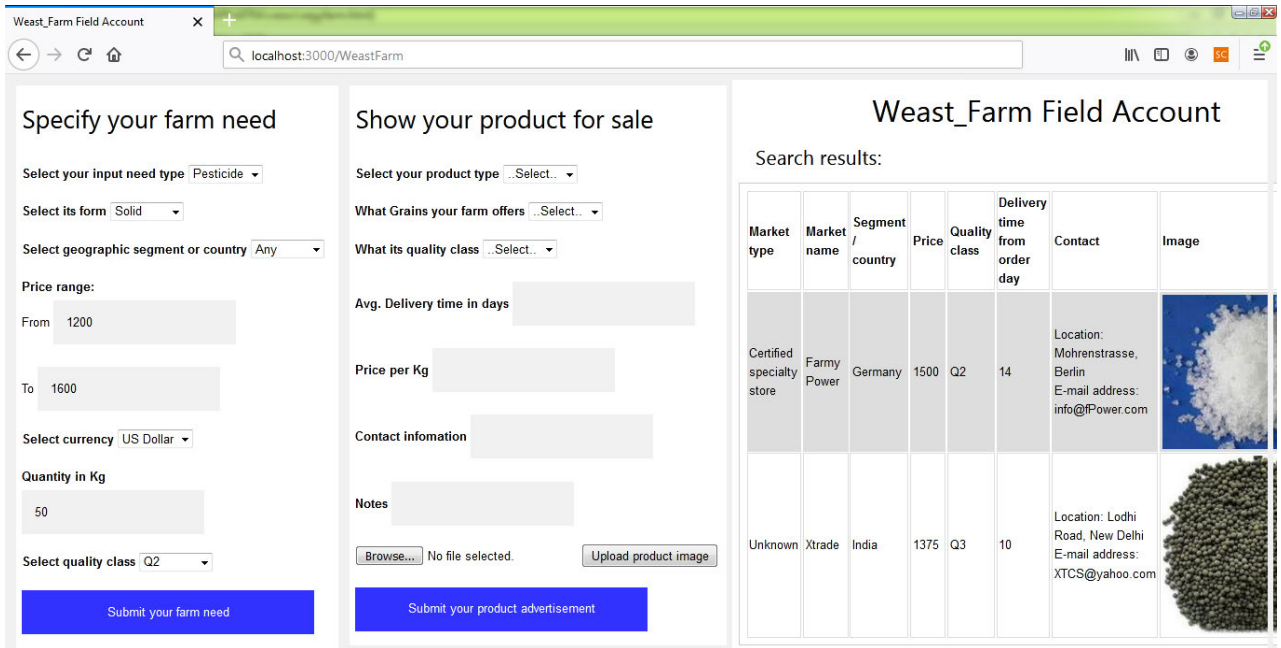 Weast_Farm Field Account
localhost:3000/WeastFarm
SC
Specify your farm need
Select your input need type Pesticide
Select its form Solid
Select geographic segment or country Any
Price range:
From 1200
To 1600
Select currency US Dollar
Quantity in Kg
50
Select quality class Q2
Submit your farm need
Show your product for sale
Select your product type ..Select..
What Grains your farm offers ..Select..
What its quality class ..Select..
Avg. Delivery time in days
Price per Kg
Contact infomation
Notes
Browse... No file selected. Upload product image
Submit your product advertisement
Weast_Farm Field Account
Search results:
Market type
Market name
Segment / country
Price
Quality class
Delivery time from order day
Contact
Image
Certified specialty store
Farmy Power
Germany
1500
Q2
14
Location:
Mohrenstrasse,
Berlin
E-mail address:
info@fPower.com
Unknown
Xtrade
India
1375
Q3
10
Location: Lodhi
Road, New Delhi
E-mail address:
XTCS@yahoo.com